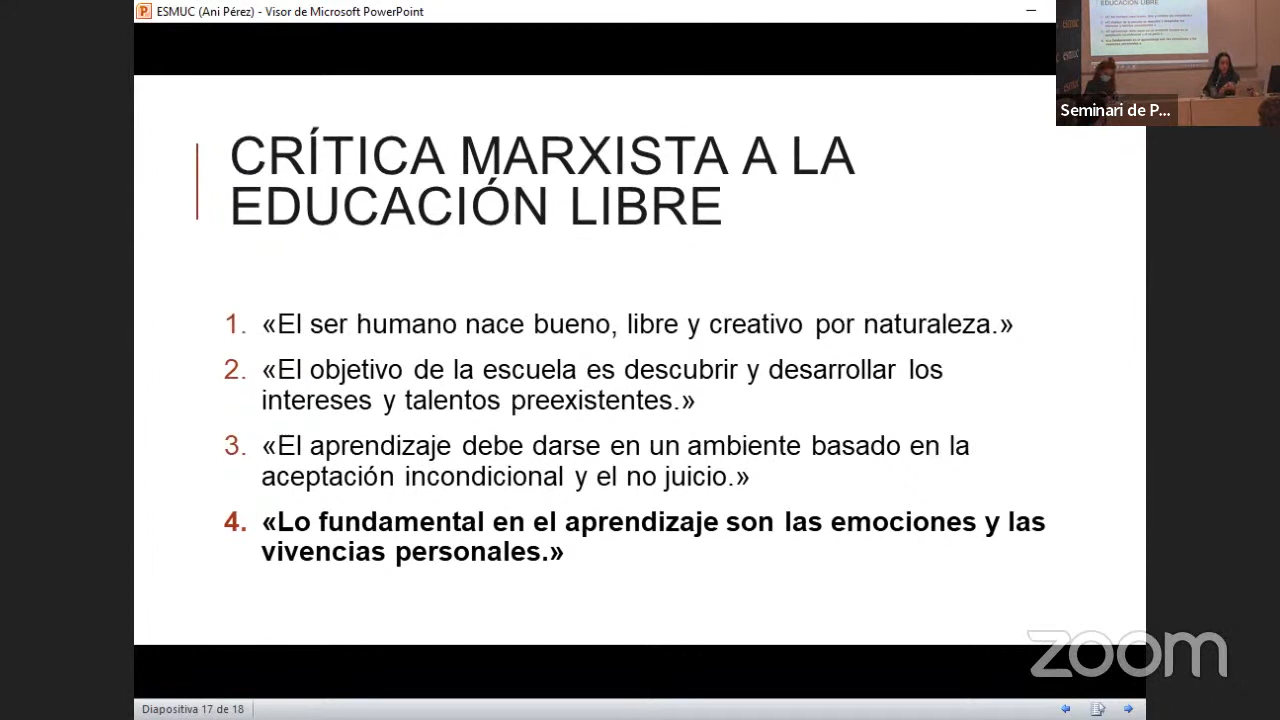 ESMUC (Ani Pérez) - Visor de Microsoft PowerPoint
EDUCACIÓN LIBRE
Seminari de P...
CRÍTICA MARXISTA A LA
EDUCACIÓN LIBRE
1. «El ser humano nace bueno, libre y creativo por naturaleza.»
2. «El objetivo de la escuela es descubrir y desarrollar los
intereses y talentos preexistentes.»
3. «El aprendizaje debe darse en un ambiente basado en la
aceptación incondicional y el no juicio.»
4. «Lo fundamental en el aprendizaje son las emociones y las
vivencias personales.»
zoom
Diapositiva 17 de 18